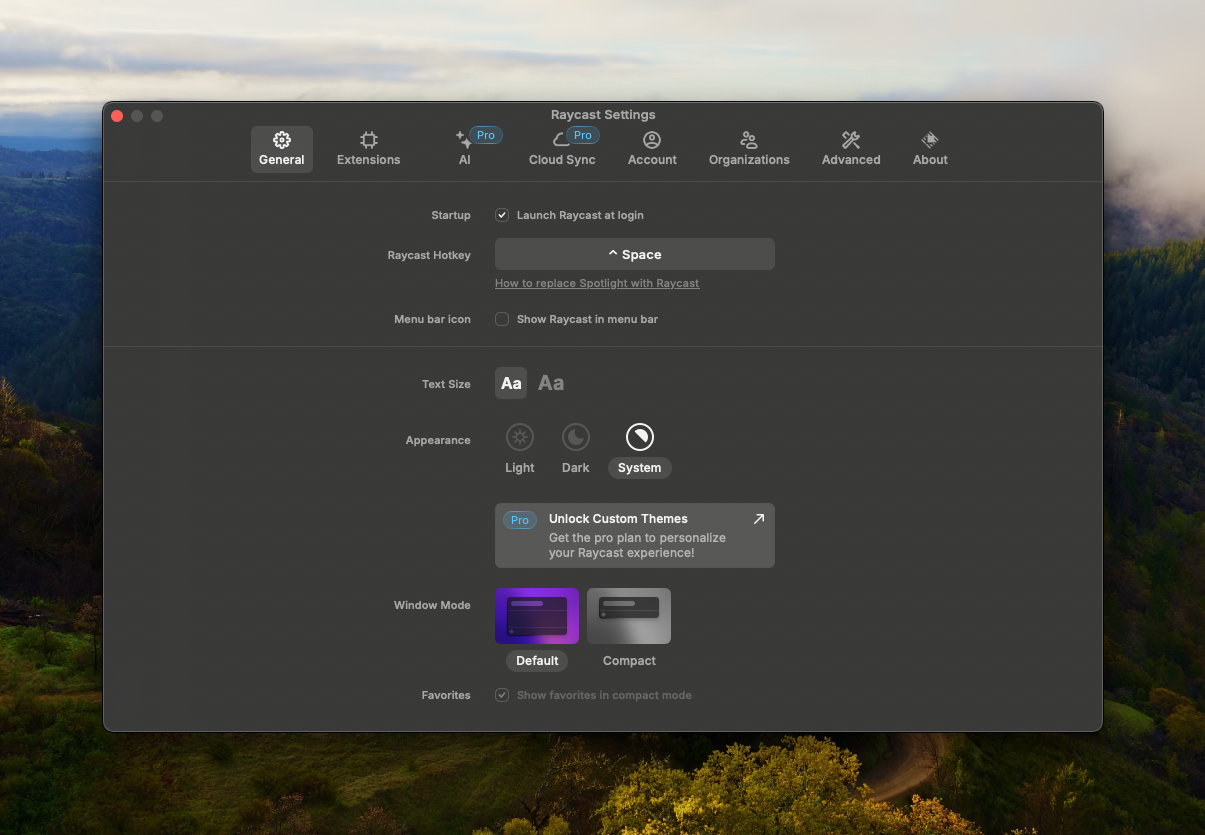 Raycast Settings
General
Extensions
Pro
AI
Pro
Cloud Sync
Account
Organizations
Advanced
About
Startup
Launch Raycast at login
Raycast Hotkey
^ Space
How to replace Spotlight with Raycast
Menu bar icon
Show Raycast in menu bar
Text Size
Aa Aa
Appearance
Light Dark System
Pro
Unlock Custom Themes
Get the pro plan to personalize
your Raycast experience!
Window Mode
Default Compact
Favorites
Show favorites in compact mode